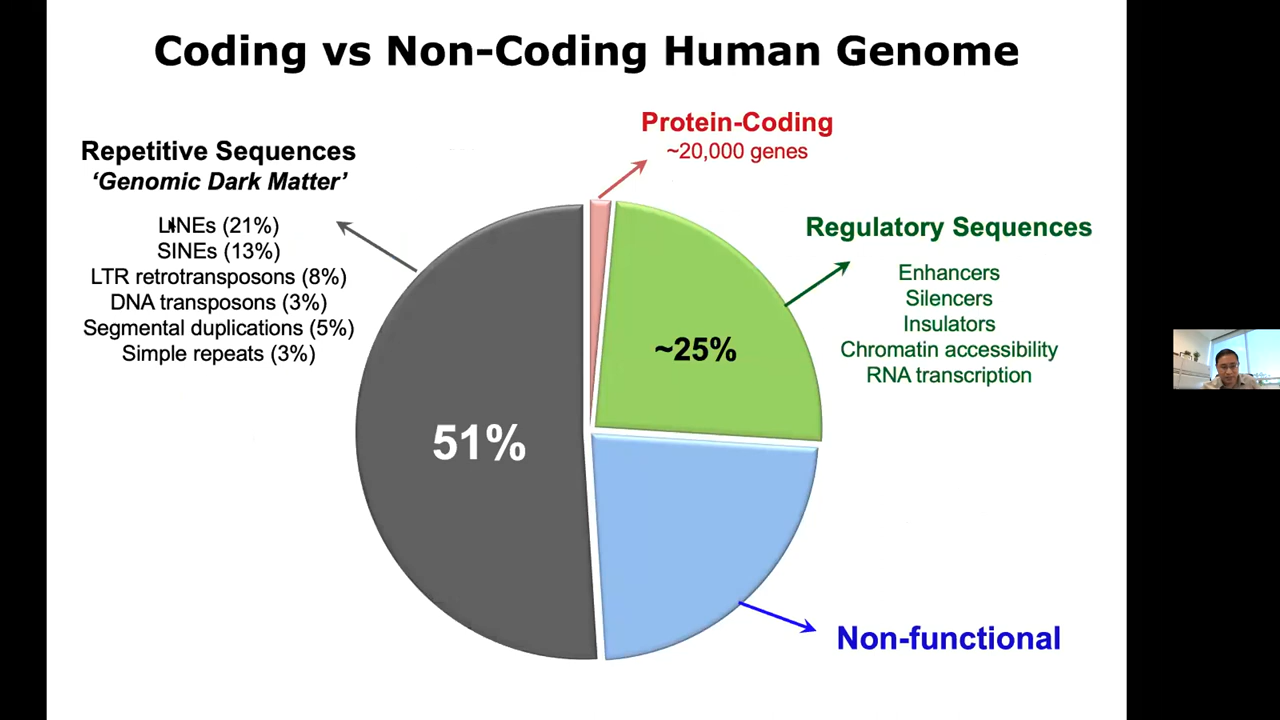 Coding vs Non-Coding Human Genome
Repetitive Sequences
‘Genomic Dark Matter’
LINEs (21%)
SINEs (13%)
LTR retrotransposons (8%)
DNA transposons (3%)
Segmental duplications (5%)
Simple repeats (3%)
Protein-Coding
~20,000 genes
Regulatory Sequences
Enhancers
Silencers
Insulators
Chromatin accessibility
RNA transcription
~25%
51%
Non-functional